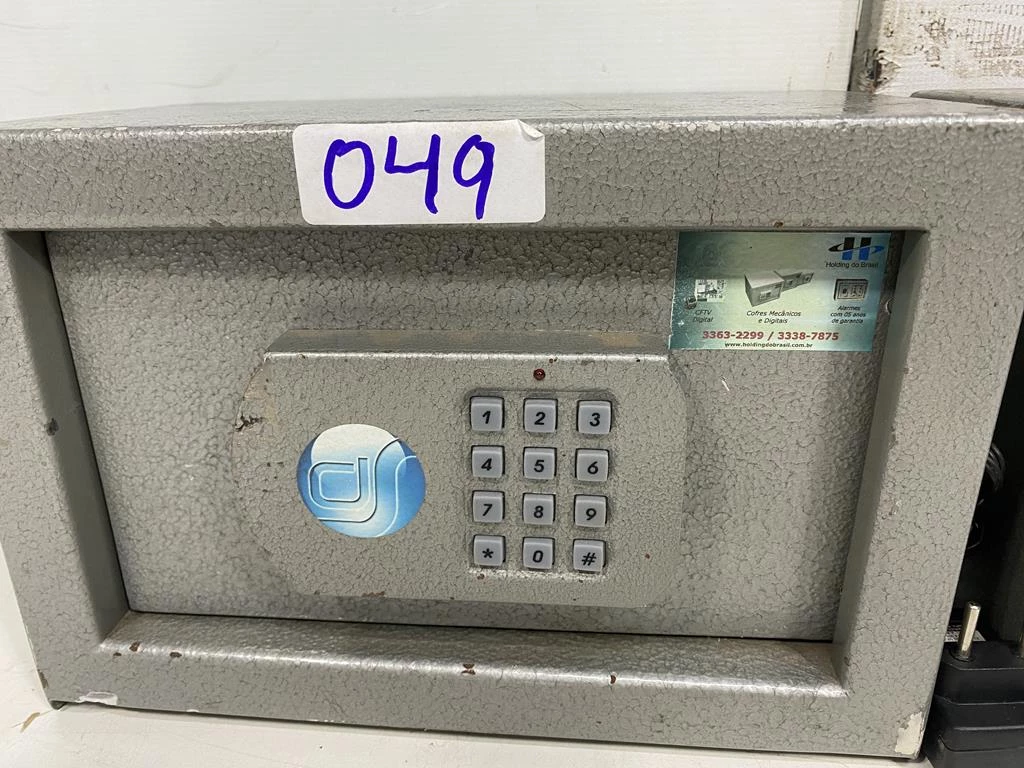 049
Holding do Brasil
CFTV
Digital
Cofres Mecânicos
e Digitais
Alarmes
com 05 anos
de garantia
3363-2299 / 3338-7875
www.holdingdobrasil.com.br
1 2 3
4 5 6
7 8 9
* 0 #